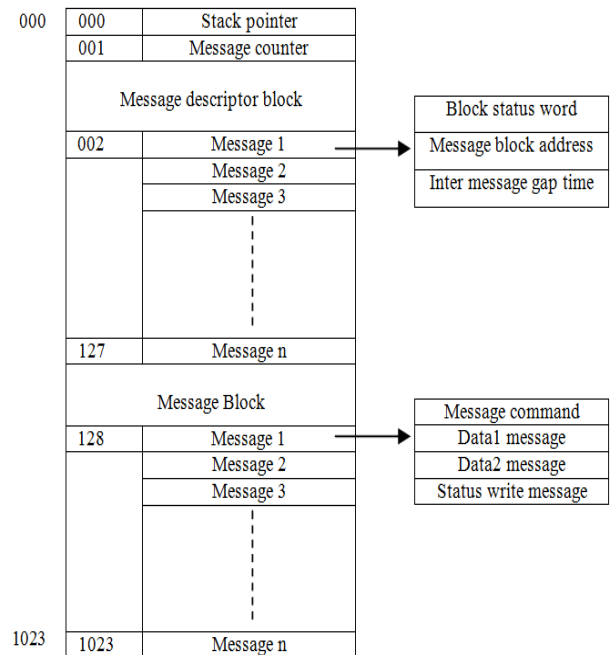 000
000 Stack pointer
001 Message counter
Message descriptor block
002 Message 1
Message 2
Message 3
127 Message n
Message Block
128 Message 1
Message 2
Message 3
1023
1023 Message n
Block status word
Message block address
Inter message gap time
Message command
Data1 message
Data2 message
Status write message